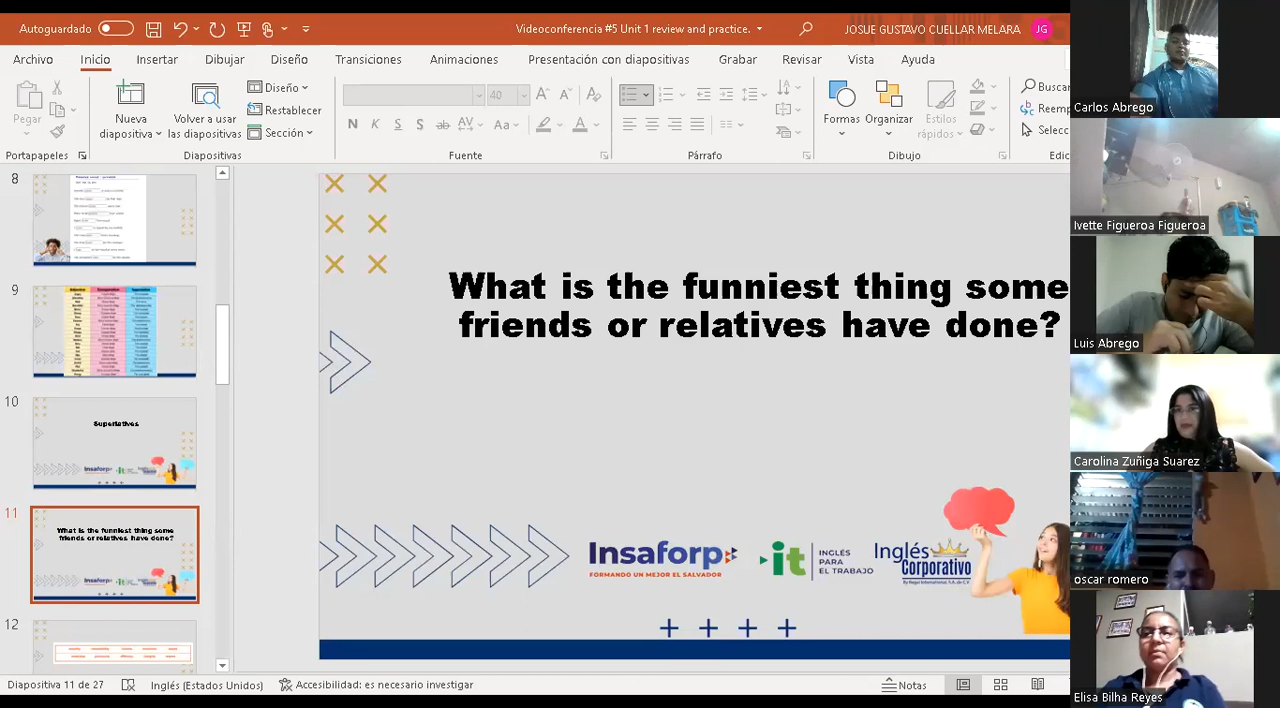 Autoguardado
Videoconferencia #5 Unit 1 review and practice.
JOSUE GUSTAVO CUELLAR MELARA
JG
Archivo
Inicio
Insertar
Dibujar
Diseño
Transiciones
Animaciones
Presentación con diapositivas
Grabar
Revisar
Vista
Ayuda
Pegar
Nueva
diapositiva
Volver a usar
las diapositivas
Diseño
Restablecer
Sección
40
N
K
S
S
ab
AV
Aa
A
Formas
Organizar
Estilos
rápidos
Buscar
Reemp
Selecc
Portapapeles
Diapositivas
Fuente
Párrafo
Dibujo
Edic
8
9
10
Superlatives
11
What is the funniest thing some
friends or relatives have done?
12
What is the funniest thing some
friends or relatives have done?
Insaforp
FORMANDO UN MEJOR EL SALVADOR
it
INGLÉS
PARA
EL TRABAJO
Inglés
Corporativo
Diapositiva 11 de 27
Inglés (Estados Unidos)
Accesibilidad: es necesario investigar
Notas
Carlos Abrego
Ivette Figueroa Figueroa
Luis Abrego
Carolina Zuñiga Suarez
oscar romero
Elisa Bilha Reyes